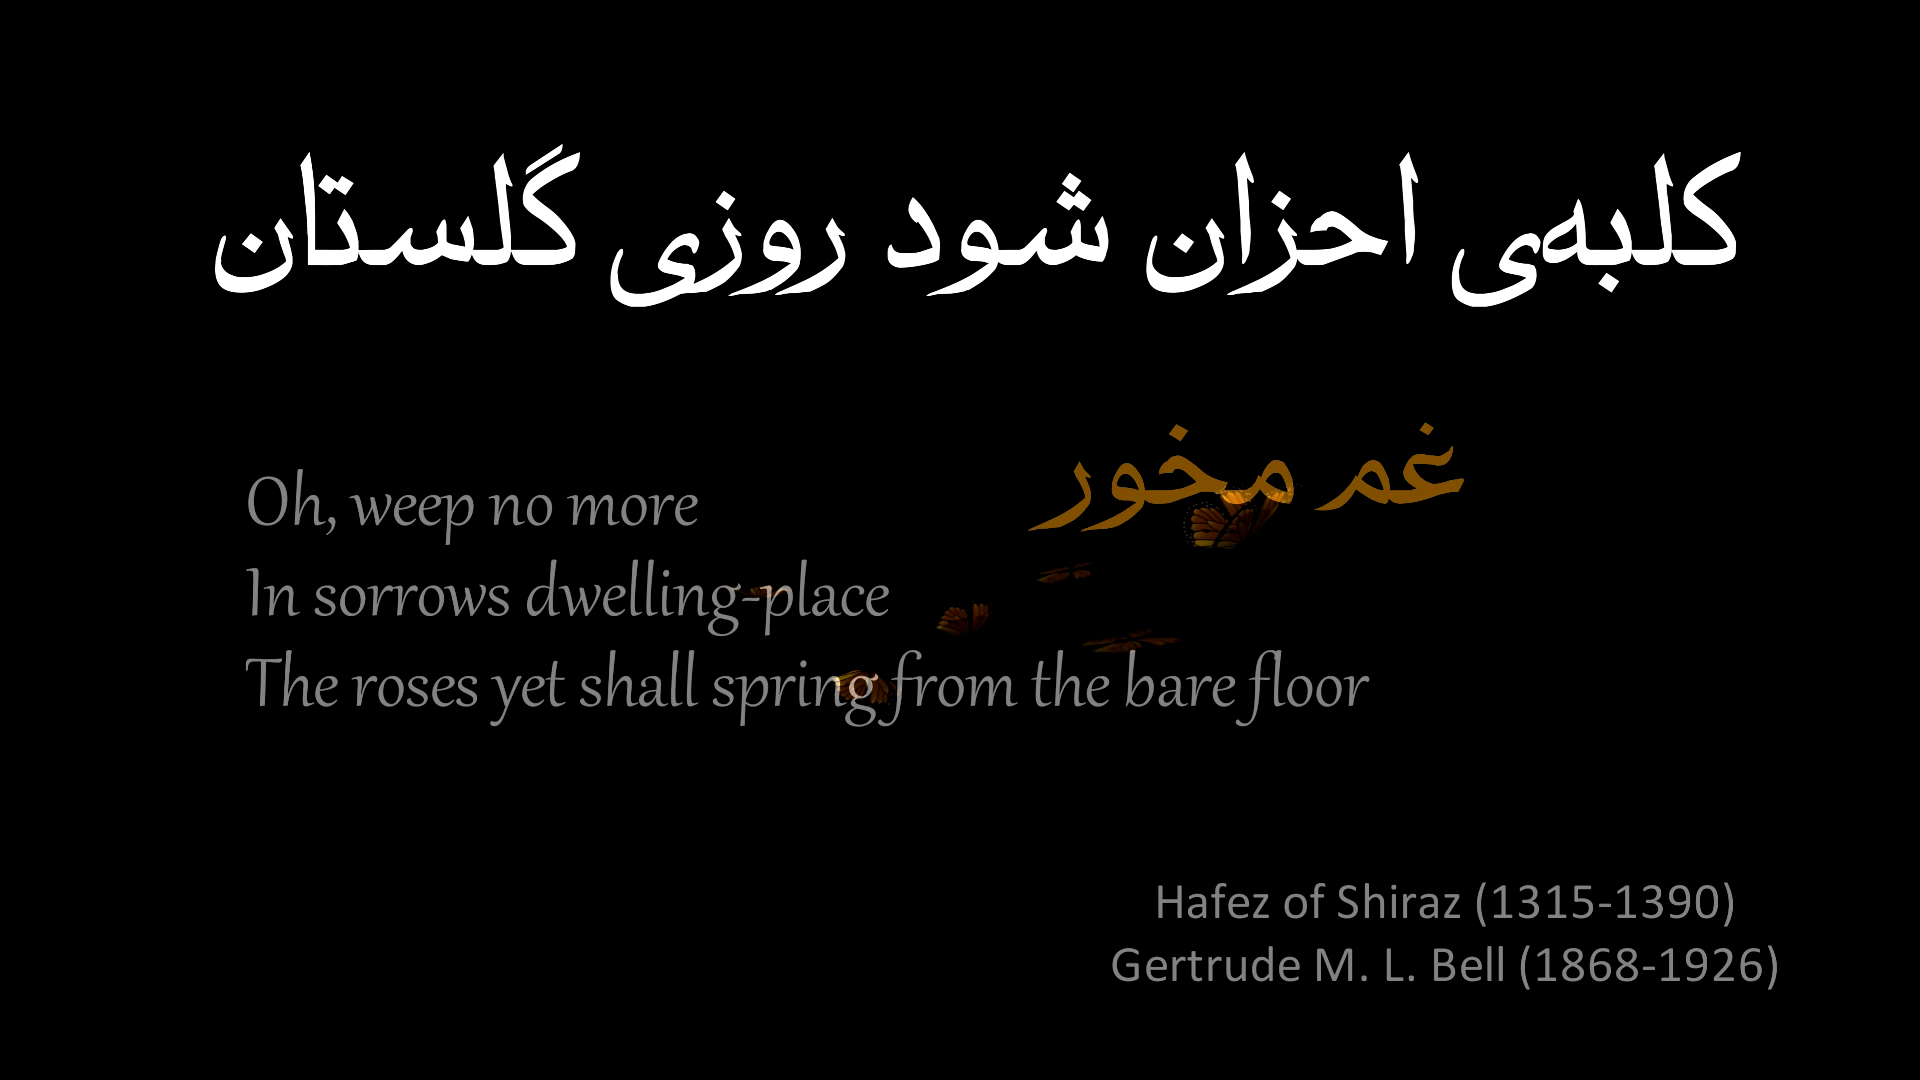 کلبه‌ی احزان شود روزی گلستان
غم مخور
Oh, weep no more
In sorrows dwelling-place
The roses yet shall spring from the bare floor
Hafez of Shiraz (1315-1390)
Gertrude M. L. Bell (1868-1926)